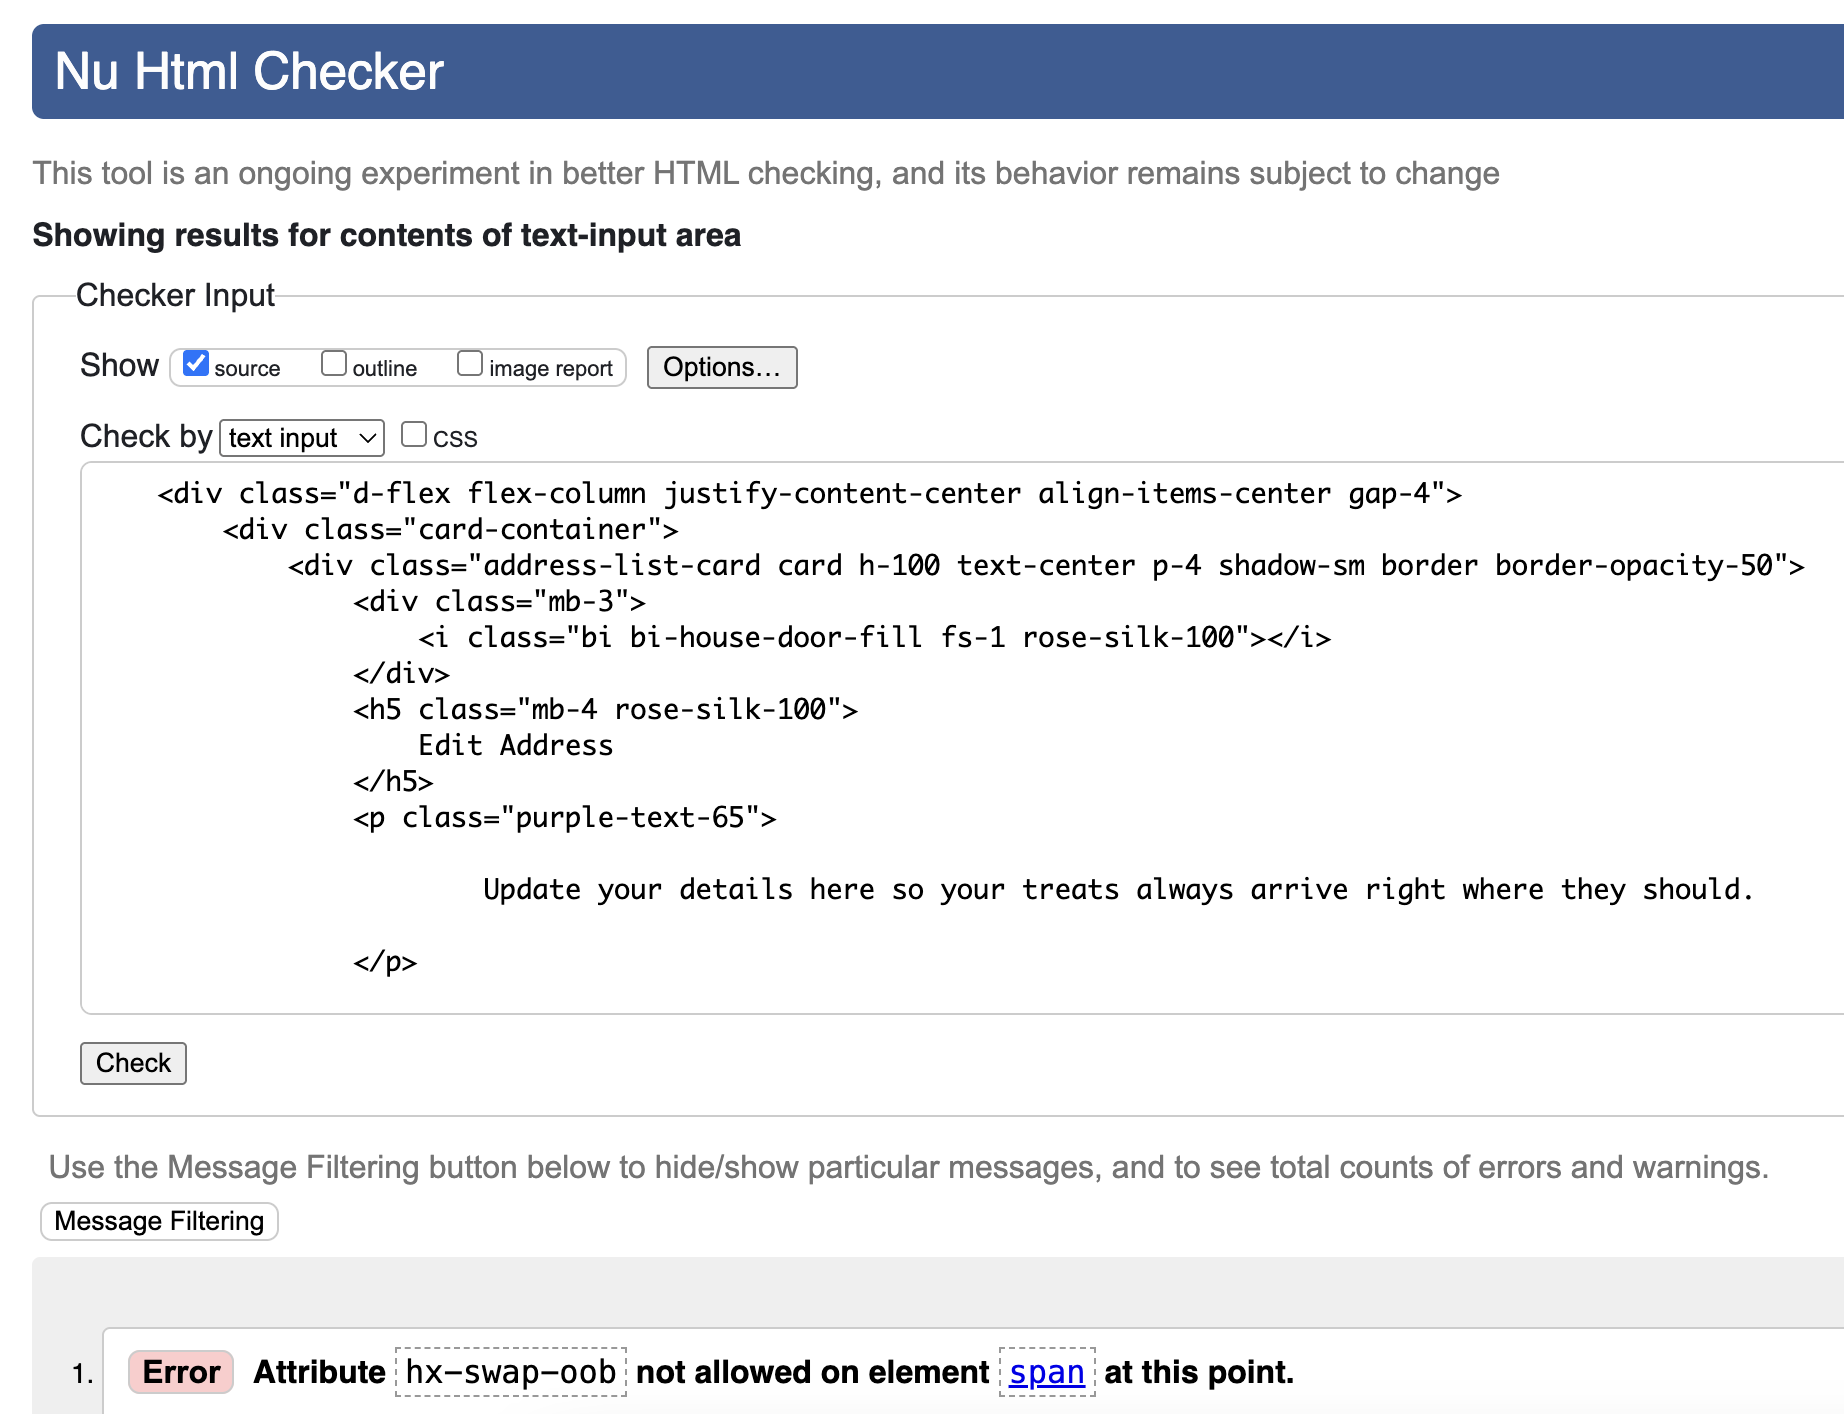 Nu Html Checker
This tool is an ongoing experiment in better HTML checking, and its behavior remains subject to change
Showing results for contents of text-input area
Checker Input
Show source outline image report Options...
Check by text input CSS
<div class="d-flex flex-column justify-content-center align-items-center gap-4">
<div class="card-container">
<div class="address-list-card card h-100 text-center p-4 shadow-sm border border-opacity-50">
<div class="mb-3">
<i class="bi bi-house-door-fill fs-1 rose-silk-100"></i>
</div>
<h5 class="mb-4 rose-silk-100">
Edit Address
</h5>
<p class="purple-text-65">
Update your details here so your treats always arrive right where they should.
</p>
Check
Use the Message Filtering button below to hide/show particular messages, and to see total counts of errors and warnings.
Message Filtering
1. Error Attribute hx-swap-oob not allowed on element span at this point.